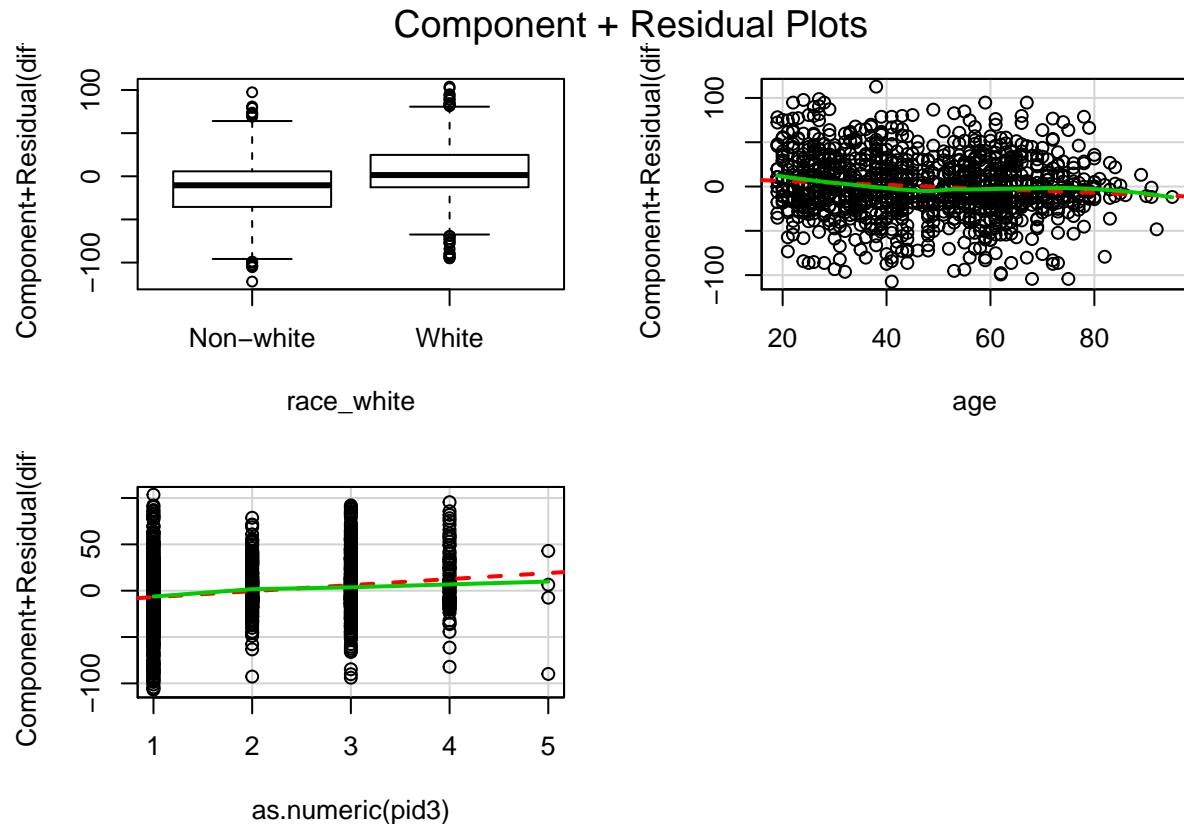 Component + Residual Plots
Component+Residual(dif
100
0
−100
Non−white
White
race_white
Component+Residual(dif
100
0
−100
20
40
60
80
age
Component+Residual(dif
50
0
−100
1
2
3
4
5
as.numeric(pid3)